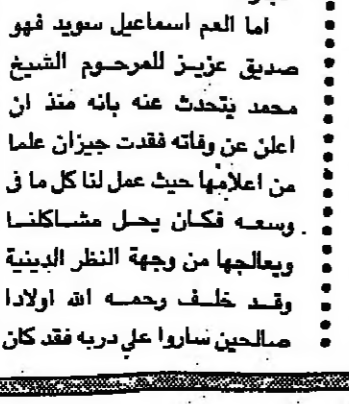 اما العم اسماعيل سويد فهو
صديق عزيز للمرحوم الشيخ
محمد يتحدث عنه بانه منذ ان
اعلن عن وفاته فقدت جيزان علما
من اعلامها حيث عمل لنا كل ما فى
وسعه فكان يحل مشاكلنا
ويعالجها من وجهة النظر الدينية
وقد خلف رحمه الله اولادا
صالحين ساروا على دربه فقد كان